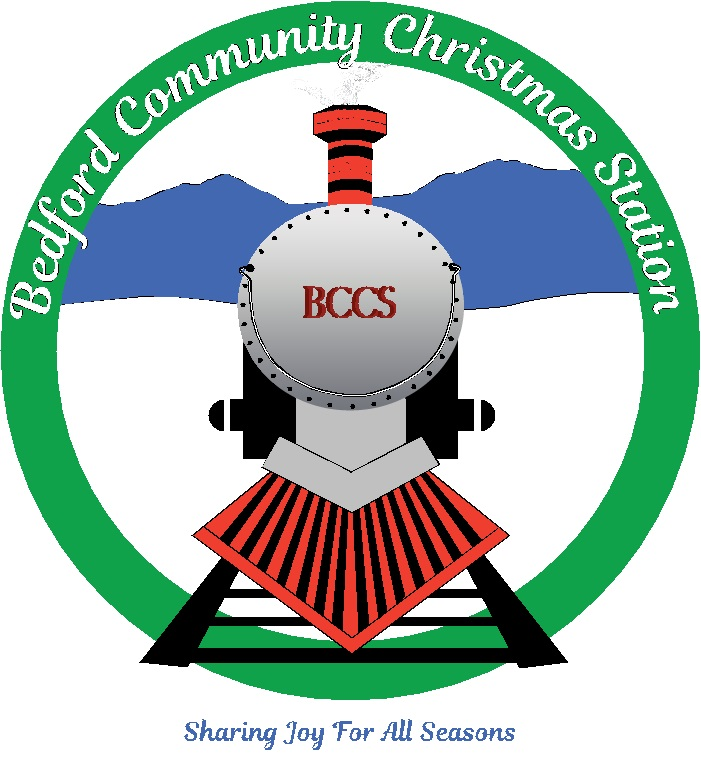 Bedford Community Christmas Station
BCCS
Sharing Joy For All Seasons